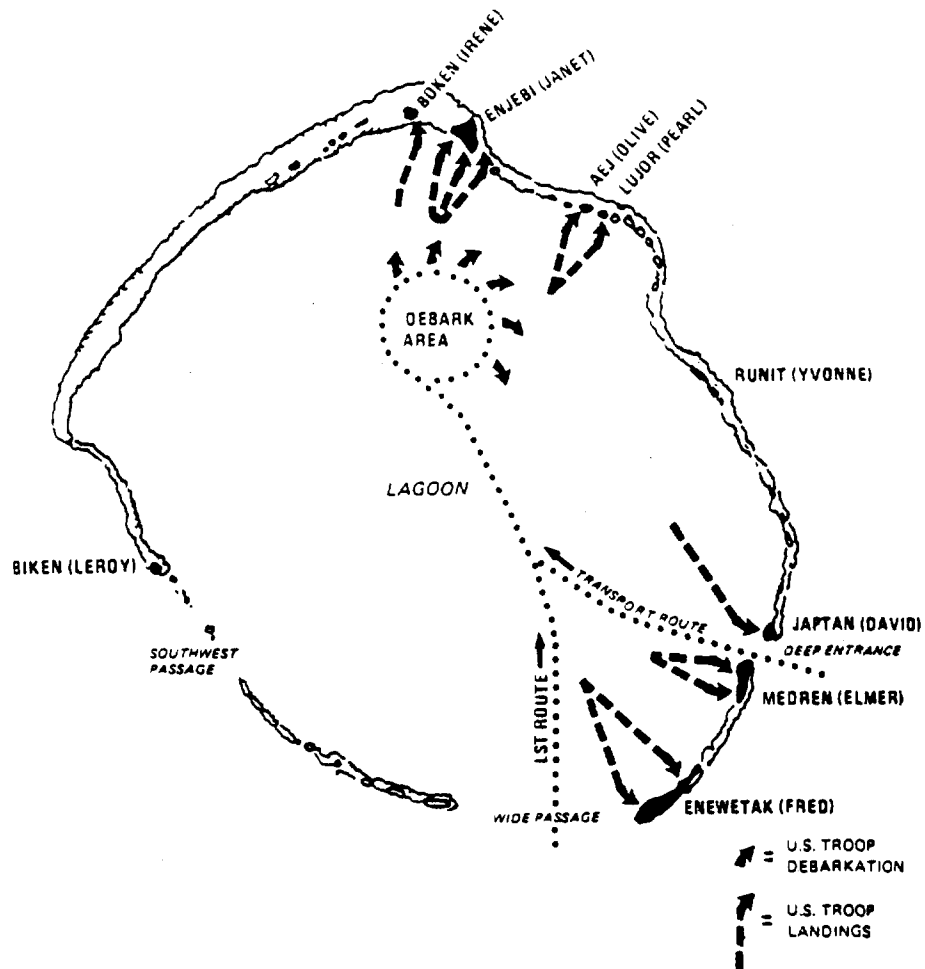 BOKEN (IRENE)
ENJEBI (JANET)
AEJ (OLIVE)
LUJOR (PEARL)
DEBARK
AREA
RUNIT (YVONNE)
LAGOON
BIKEN (LEROY)
TRANSPORT ROUTE
JAPTAN (DAVID)
DEEP ENTRANCE
SOUTHWEST
PASSAGE
MEDREN (ELMER)
LST ROUTE
ENEWETAK (FRED)
WIDE PASSAGE
= U.S. TROOP
DEBARKATION
= U.S. TROOP
LANDINGS